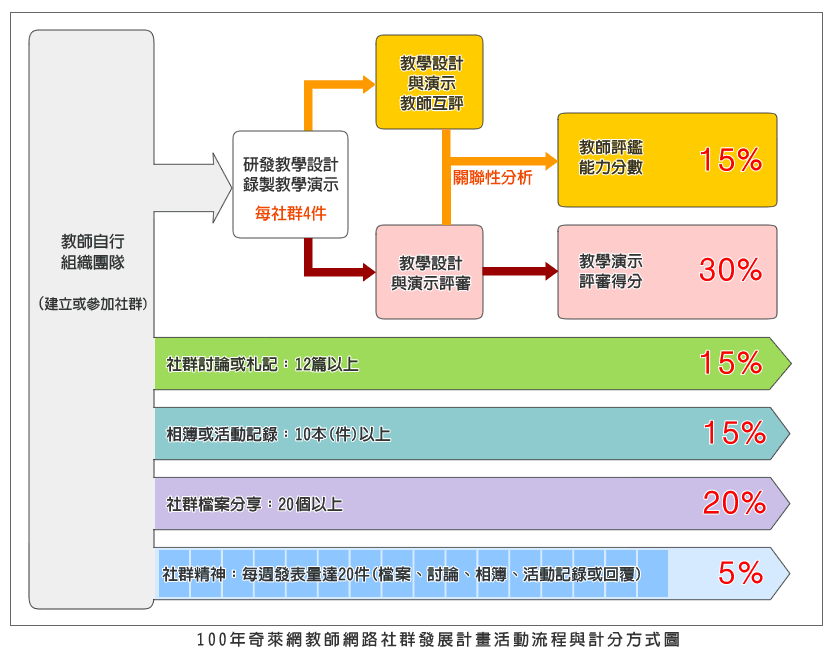 教師自行
組織團隊
(建立或參加社群)
研發教學設計
錄製教學演示
每社群4件
教學設計
與演示
教師互評
關聯性分析
教師評鑑
能力分數
15%
教學設計
與演示評審
教學演示
評審得分
30%
社群討論或札記：12篇以上
15%
相簿或活動記錄：10本(件)以上
15%
社群檔案分享：20個以上
20%
社群精神：每週發表量達20件(檔案、討論、相簿、活動記錄或回覆)
5%
100年奇萊網教師網路社群發展計畫活動流程與計分方式圖